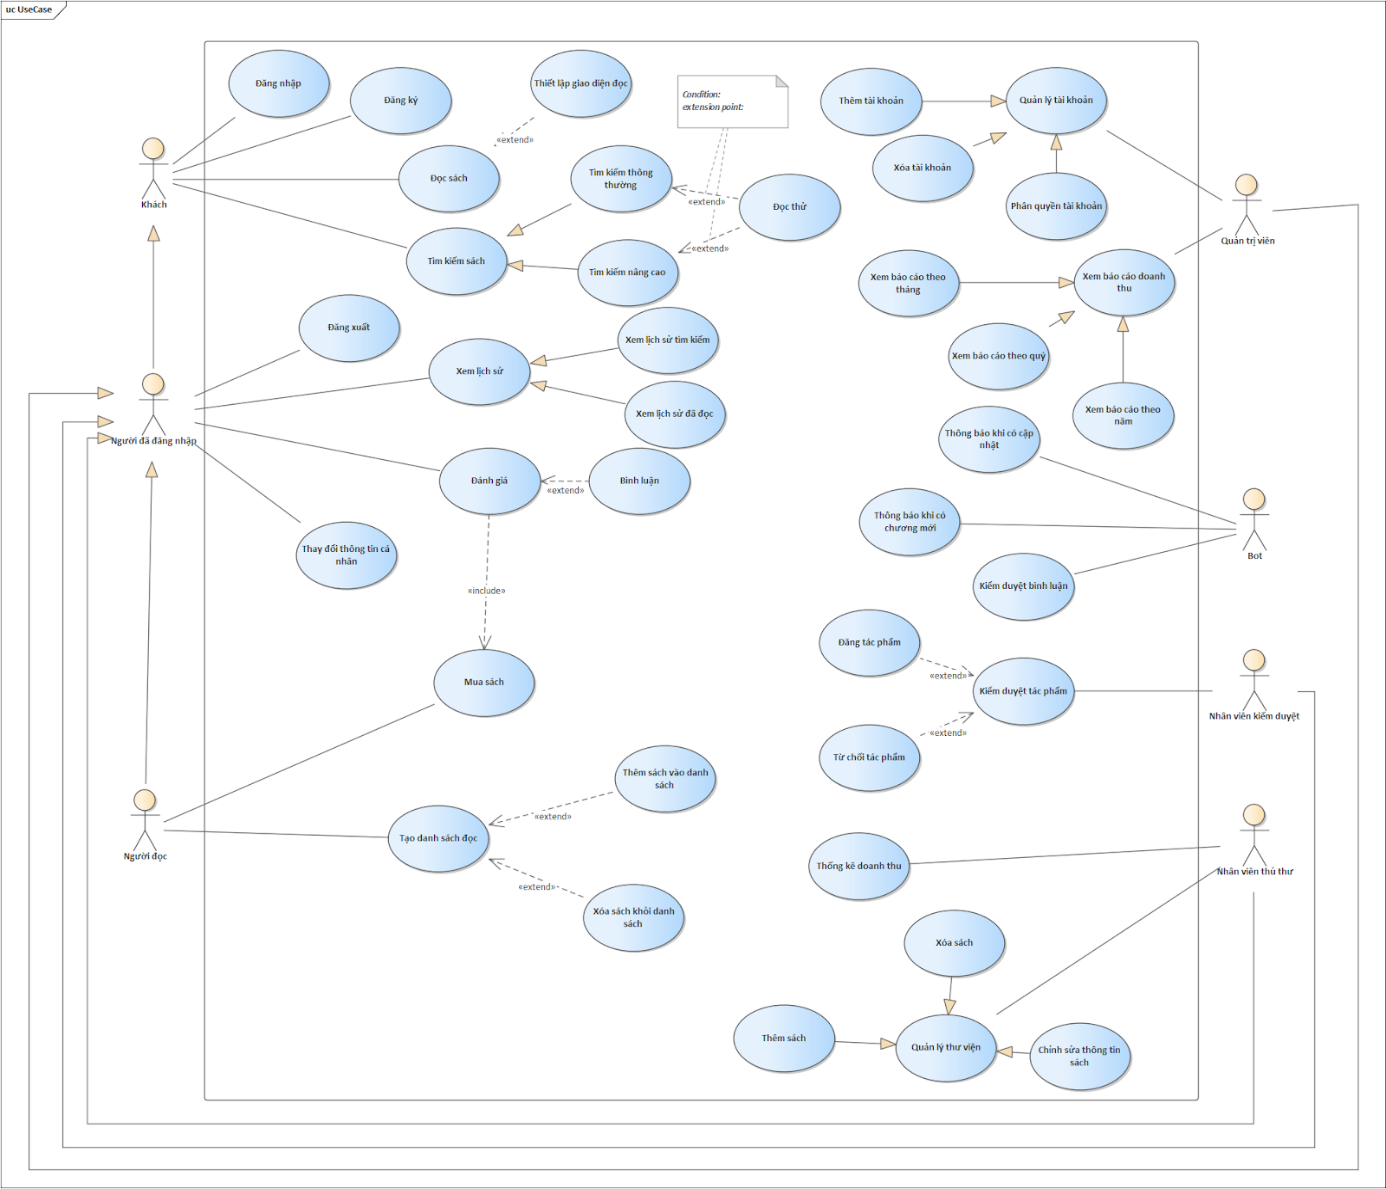 uc UseCase
Đăng nhập
Đăng ký
Thiết lập giao diện đọc
Condition:
extension point:
Thêm tài khoản
Quản lý tài khoản
«extend»
Khách
Đọc sách
Tìm kiếm thông
thường
«extend»
Đọc thử
Xóa tài khoản
Phân quyền tài khoản
Quản trị viên
Tìm kiếm sách
«extend»
Tìm kiếm nâng cao
Xem báo cáo theo
tháng
Xem báo cáo doanh
thu
Đăng xuất
Xem lịch sử
Xem lịch sử tìm kiếm
Xem báo cáo theo quý
Xem lịch sử đã đọc
Xem báo cáo theo
năm
Người đã đăng nhập
Thông báo khi có cập
nhật
Đánh giá
«extend»
Bình luận
Thông báo khi có
chương mới
Bot
Thay đổi thông tin cá
nhân
«include»
Kiểm duyệt bình luận
Đăng tác phẩm
«extend»
Mua sách
Kiểm duyệt tác phẩm
Nhân viên kiểm duyệt
«extend»
Từ chối tác phẩm
Thêm sách vào danh
sách
«extend»
Người đọc
Tạo danh sách đọc
Thống kê doanh thu
Nhân viên thủ thư
«extend»
Xóa sách khỏi danh
sách
Xóa sách
Thêm sách
Quản lý thư viện
Chỉnh sửa thông tin
sách